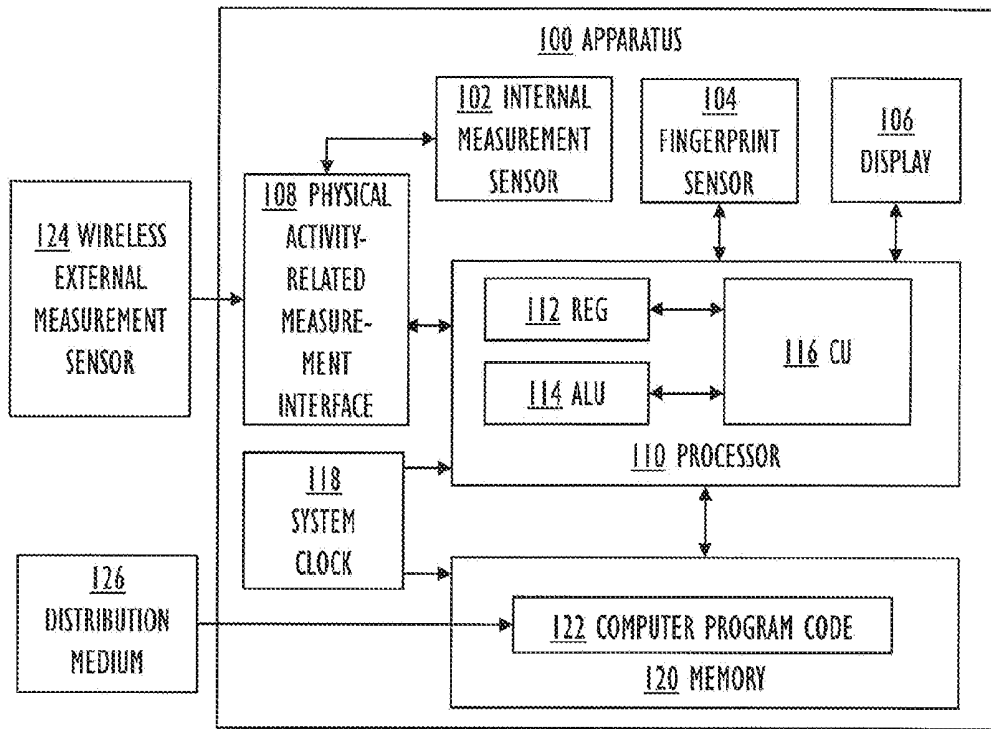 100 APPARATUS
102 INTERNAL
MEASUREMENT
SENSOR
104
FINGERPRINT
SENSOR
106
DISPLAY
124 WIRELESS
EXTERNAL
MEASUREMENT
SENSOR
108 PHYSICAL
ACTIVITY-
RELATED
MEASURE-
MENT
INTERFACE
112 REG
114 ALU
116 CU
110 PROCESSOR
118
SYSTEM
CLOCK
126
DISTRIBUTION
MEDIUM
122 COMPUTER PROGRAM CODE
120 MEMORY